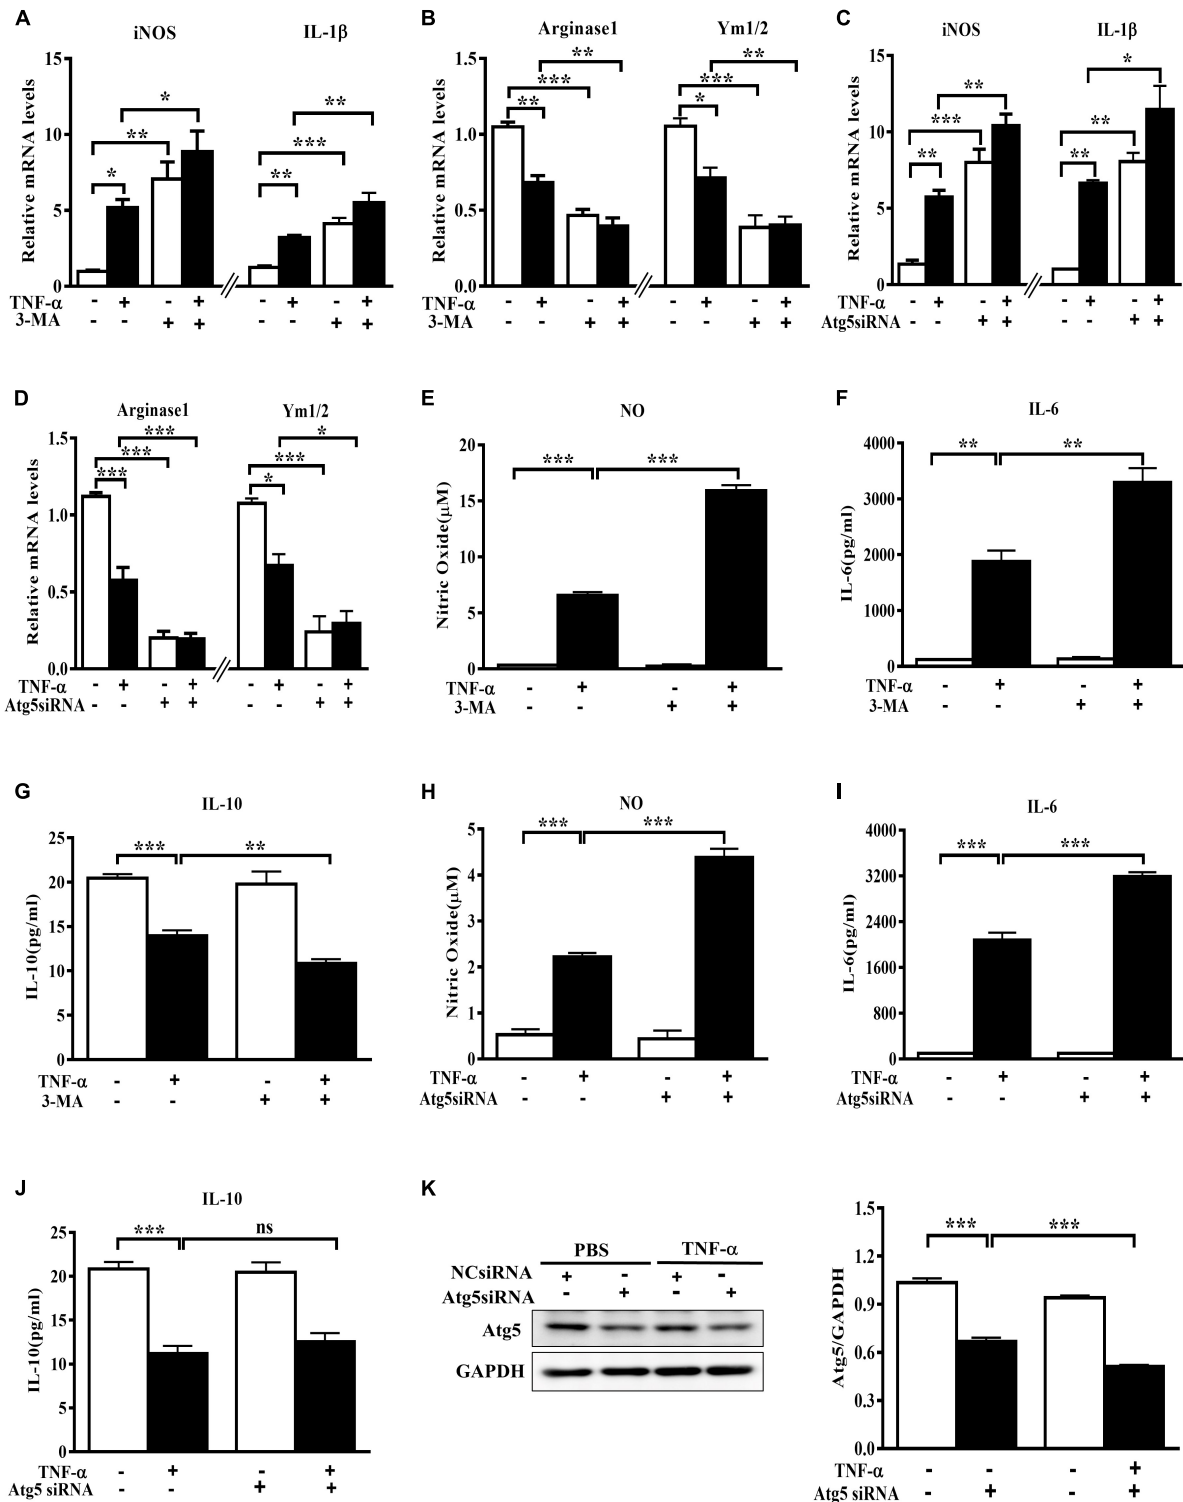 A
iNOS IL-1β
Relative mRNA levels
15
10
5
0
* ** * ** *** **
TNF-α - + - + - + - +
3-MA - - + + - - + +
B
Arginase1 Ym1/2
Relative mRNA levels
1.5
1.0
0.5
0.0
** *** ** * *** **
TNF-α - + - + - + - +
3-MA - - + + - - + +
C
iNOS IL-1β
Relative mRNA levels
15
10
5
0
** *** ** ** ** *
TNF-α - + - + - + - +
Atg5siRNA - - + + - - + +
D
Arginase1 Ym1/2
Relative mRNA levels
1.5
1.0
0.5
0.0
*** *** *** * *** *
TNF-α - + - + - + - +
Atg5siRNA - - + + - - + +
E
NO
Nitric Oxide(μM)
20
15
10
5
0
*** ***
TNF-α - + - +
3-MA - - + +
F
IL-6
IL-6(pg/ml)
4000
3000
2000
1000
0
** **
TNF-α - + - +
3-MA - - + +
G
IL-10
IL-10(pg/ml)
25
20
15
10
5
0
*** **
TNF-α - + - +
3-MA - - + +
H
NO
Nitric Oxide(μM)
5
4
3
2
1
0
*** ***
TNF-α - + - +
Atg5siRNA - - + +
I
IL-6
IL-6(pg/ml)
4000
3200
2400
1600
800
0
*** ***
TNF-α - + - +
Atg5siRNA - - + +
J
IL-10
IL-10(pg/ml)
25
20
15
10
5
0
*** ns
TNF-α - + - +
Atg5 siRNA - - + +
K
PBS TNF-α
NCsiRNA + - + -
Atg5siRNA - + - +
Atg5
GAPDH
Atg5/GAPDH
1.5
1.2
0.9
0.6
0.3
0.0
*** ***
TNF-α - - - +
Atg5 siRNA - + - +